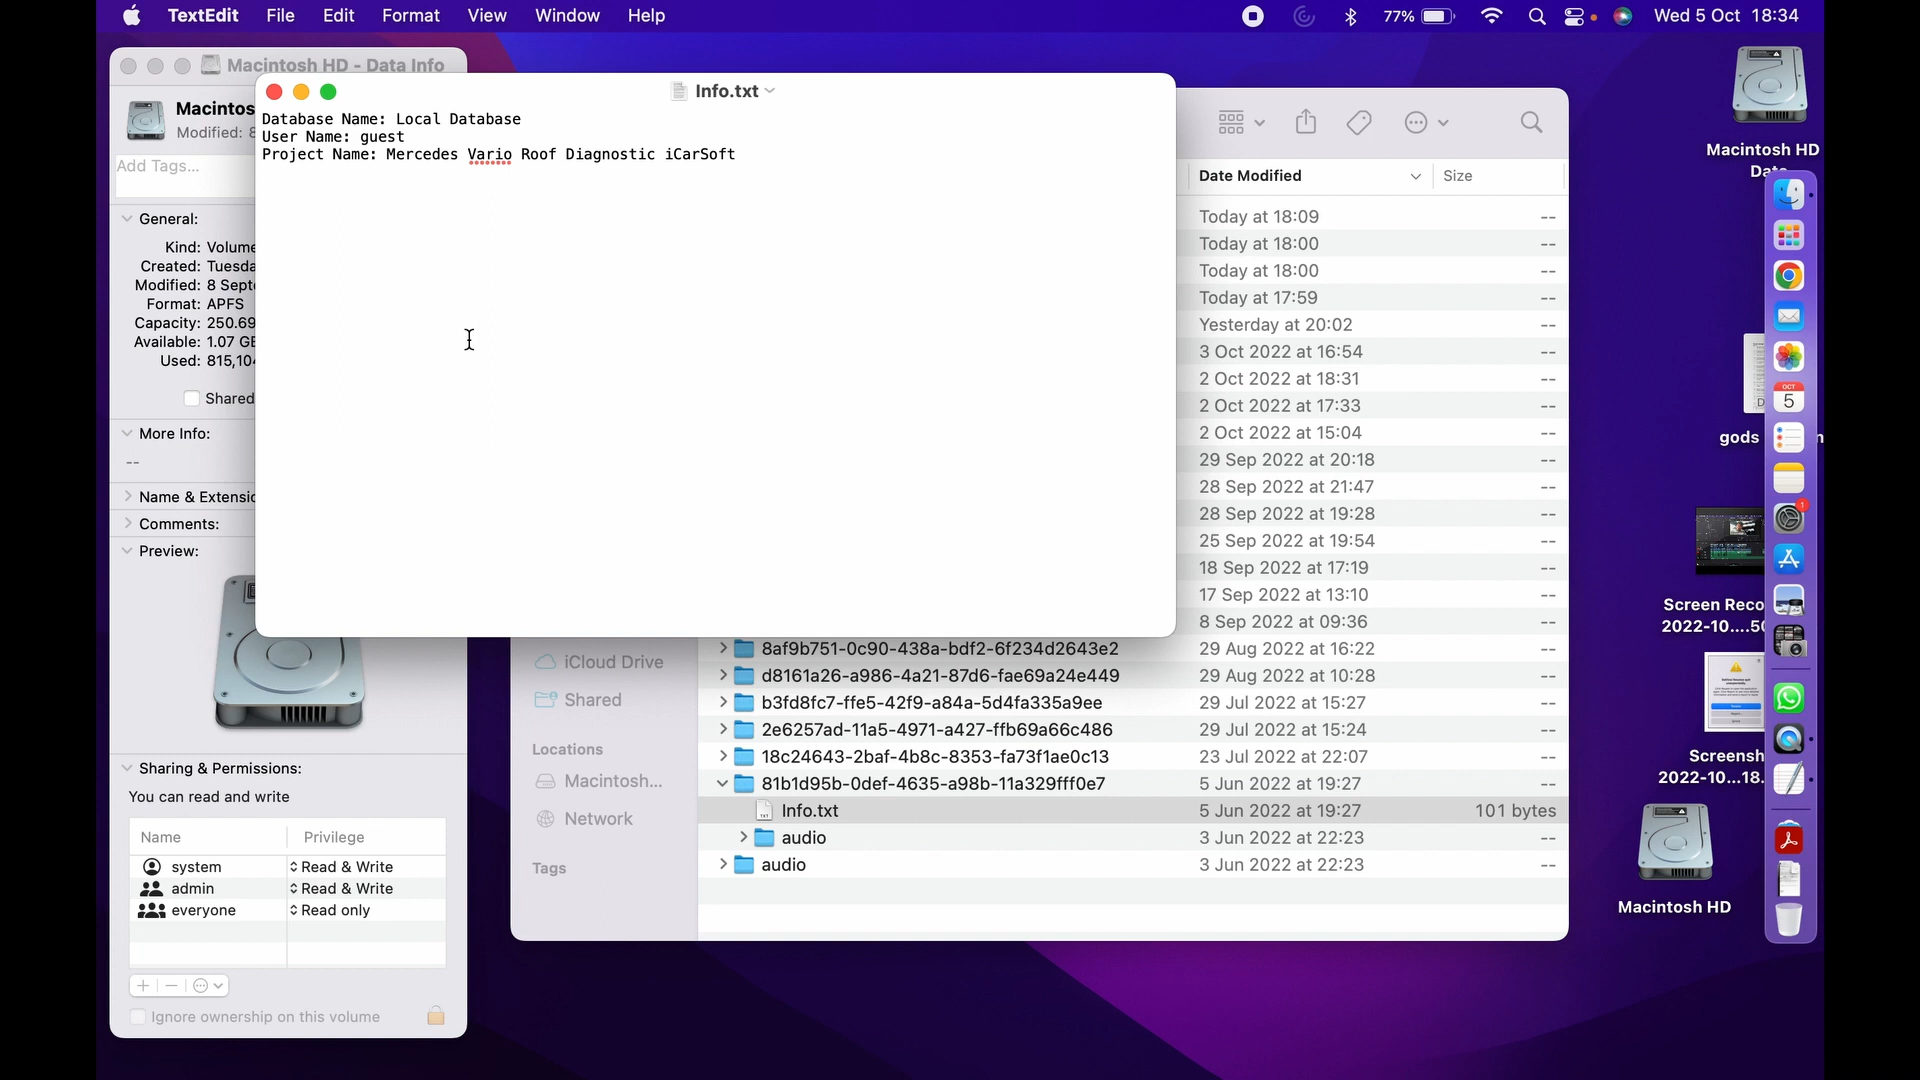 TextEdit File Edit Format View Window Help 77% Wed 5 Oct 18:34
Macintosh HD - Data Info
Macintos
Modified: 8
Add Tags...
General:
Kind: Volume
Created: Tuesda
Modified: 8 Sept
Format: APFS
Capacity: 250.69
Available: 1.07 GB
Used: 815,104
Shared
More Info:
--
Name & Extensio
Comments:
Preview:
Sharing & Permissions:
You can read and write
Name Privilege
system Read & Write
admin Read & Write
everyone Read only
Ignore ownership on this volume
Info.txt
Database Name: Local Database
User Name: guest
Project Name: Mercedes Vario Roof Diagnostic iCarSoft
Date Modified Size
Today at 18:09 --
Today at 18:00 --
Today at 18:00 --
Today at 17:59 --
Yesterday at 20:02 --
3 Oct 2022 at 16:54 --
2 Oct 2022 at 18:31 --
2 Oct 2022 at 17:33 --
2 Oct 2022 at 15:04 --
29 Sep 2022 at 20:18 --
28 Sep 2022 at 21:47 --
28 Sep 2022 at 19:28 --
25 Sep 2022 at 19:54 --
18 Sep 2022 at 17:19 --
17 Sep 2022 at 13:10 --
8 Sep 2022 at 09:36 --
8af9b751-0c90-438a-bdf2-6f234d2643e2 29 Aug 2022 at 16:22 --
d8161a26-a986-4a21-87d6-fae69a24e449 29 Aug 2022 at 10:28 --
b3fd8fc7-ffe5-42f9-a84a-5d4fa335a9ee 29 Jul 2022 at 15:27 --
2e6257ad-11a5-4971-a427-ffb69a66c486 29 Jul 2022 at 15:24 --
18c24643-2baf-4b8c-8353-fa73f1ae0c13 23 Jul 2022 at 22:07 --
81b1d95b-0def-4635-a98b-11a329fff0e7 5 Jun 2022 at 19:27 --
Info.txt 5 Jun 2022 at 19:27 101 bytes
audio 3 Jun 2022 at 22:23 --
audio 3 Jun 2022 at 22:23 --
iCloud Drive
Shared
Locations
Macintosh...
Network
Tags
Macintosh HD
Data
gods
OCT
5
1
Screen Reco
2022-10....50
Screensh
2022-10...18.
Macintosh HD